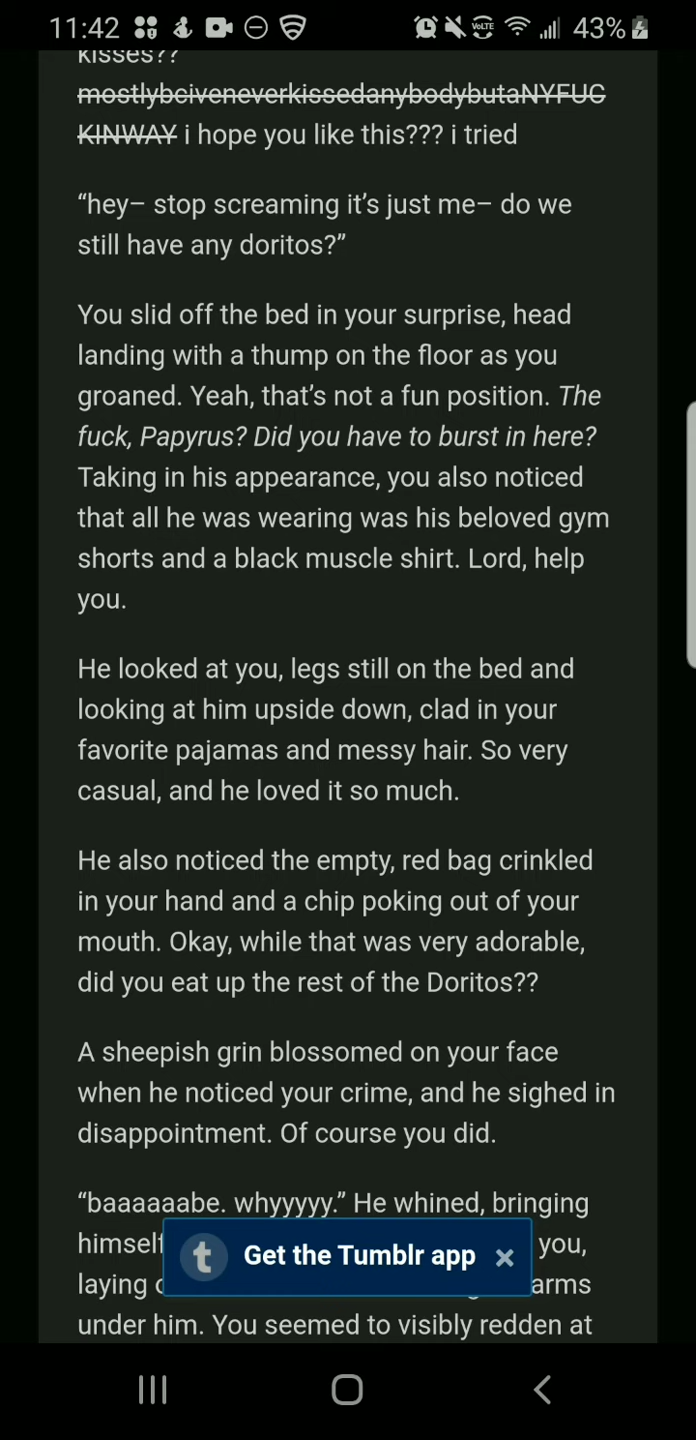 11:42
VoLTE
43%
kisses??
mostlybciveneverkissedanybodybutaNYFUC
KINWAY i hope you like this??? i tried
“hey– stop screaming it’s just me– do we
still have any doritos?”
You slid off the bed in your surprise, head
landing with a thump on the floor as you
groaned. Yeah, that’s not a fun position. The
fuck, Papyrus? Did you have to burst in here?
Taking in his appearance, you also noticed
that all he was wearing was his beloved gym
shorts and a black muscle shirt. Lord, help
you.
He looked at you, legs still on the bed and
looking at him upside down, clad in your
favorite pajamas and messy hair. So very
casual, and he loved it so much.
He also noticed the empty, red bag crinkled
in your hand and a chip poking out of your
mouth. Okay, while that was very adorable,
did you eat up the rest of the Doritos??
A sheepish grin blossomed on your face
when he noticed your crime, and he sighed in
disappointment. Of course you did.
“baaaaaabe. whyyyyy.” He whined, bringing
himself you,
laying arms
under him. You seemed to visibly redden at
t Get the Tumblr app ×